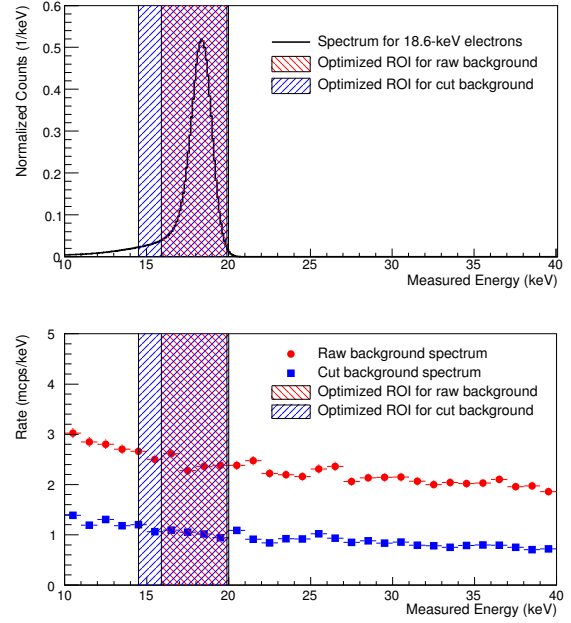 Normalized Counts (1/keV)
0.6
0.5
0.4
0.3
0.2
0.1
0
Spectrum for 18.6-keV electrons
Optimized ROI for raw background
Optimized ROI for cut background
10 15 20 25 30 35 40
Measured Energy (keV)
Rate (mcps/keV)
5
4
3
2
1
0
Raw background spectrum
Cut background spectrum
Optimized ROI for raw background
Optimized ROI for cut background
10 15 20 25 30 35 40
Measured Energy (keV)